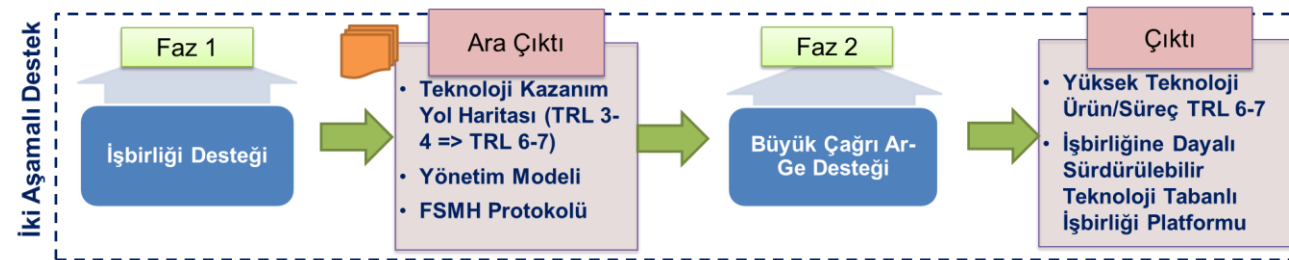 İki Aşamalı Destek
Faz 1
İşbirliği Desteği
Ara Çıktı
• Teknoloji Kazanım
Yol Haritası (TRL 3-
4 => TRL 6-7)
• Yönetim Modeli
• FSMH Protokolü
Faz 2
Büyük Çağrı Ar-
Ge Desteği
Çıktı
• Yüksek Teknoloji
Ürün/Süreç TRL 6-7
• İşbirliğine Dayalı
Sürdürülebilir
Teknoloji Tabanlı
İşbirliği Platformu